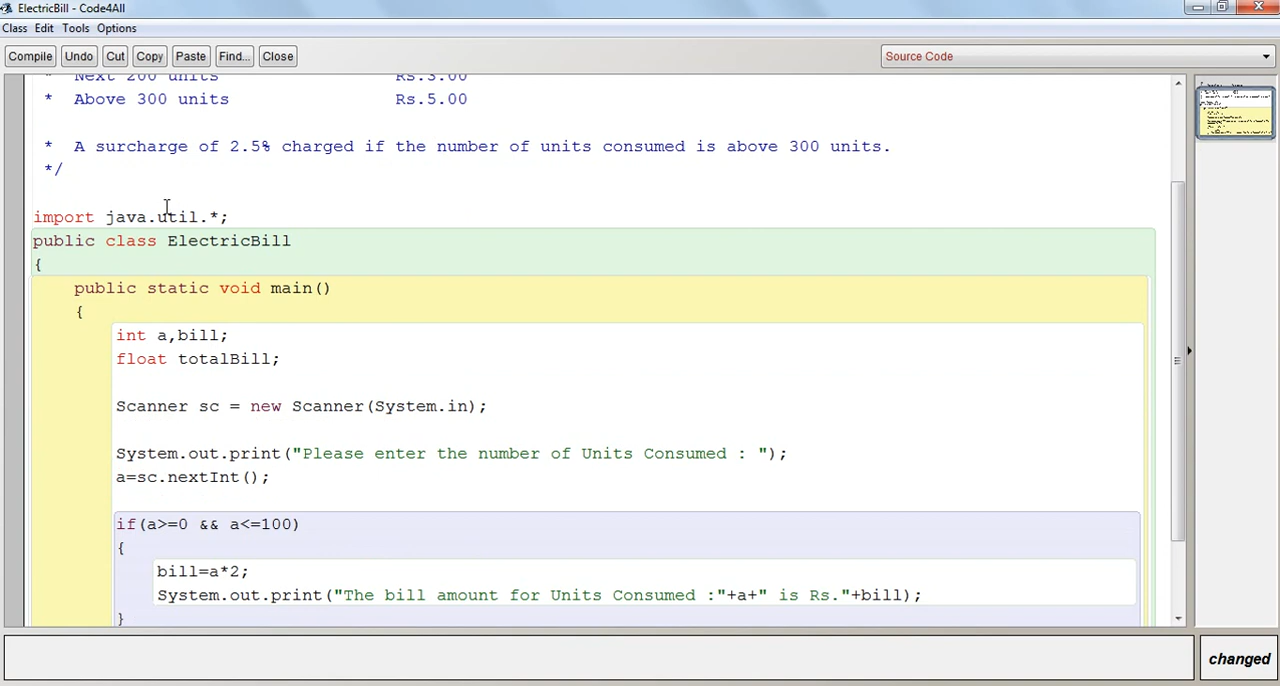 ElectricBill - Code4All
Class Edit Tools Options
Compile Undo Cut Copy Paste Find... Close Source Code
* Next 200 units Rs.3.00
* Above 300 units Rs.5.00
* A surcharge of 2.5% charged if the number of units consumed is above 300 units.
*/
import java.util.*;
public class ElectricBill
{
public static void main()
{
int a,bill;
float totalBill;
Scanner sc = new Scanner(System.in);
System.out.print("Please enter the number of Units Consumed : ");
a=sc.nextInt();
if(a>=0 && a<=100)
{
bill=a*2;
System.out.print("The bill amount for Units Consumed :"+a+" is Rs."+bill);
}
changed